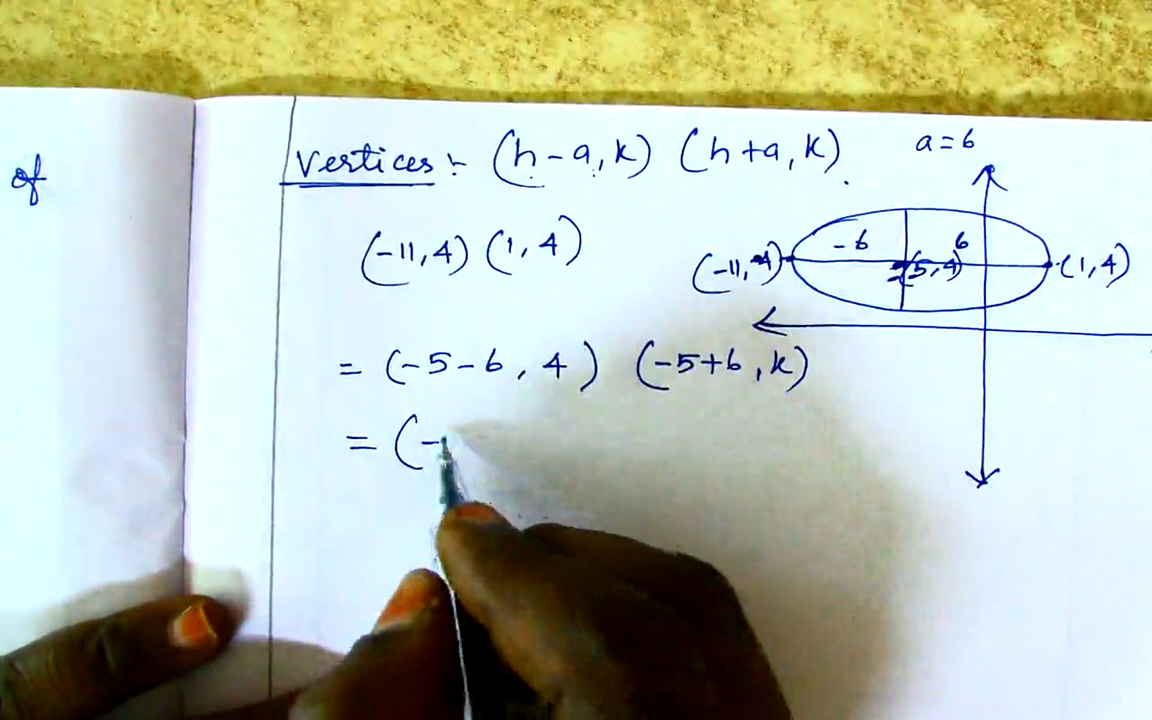 of
Vertices :- (h-a, k) (h+a, k).
a=6
(-11, 4) (1, 4)
-6 6
(-11, 4) (-5, 4) (1, 4)
= (-5-6, 4) (-5+6, k)
= (-